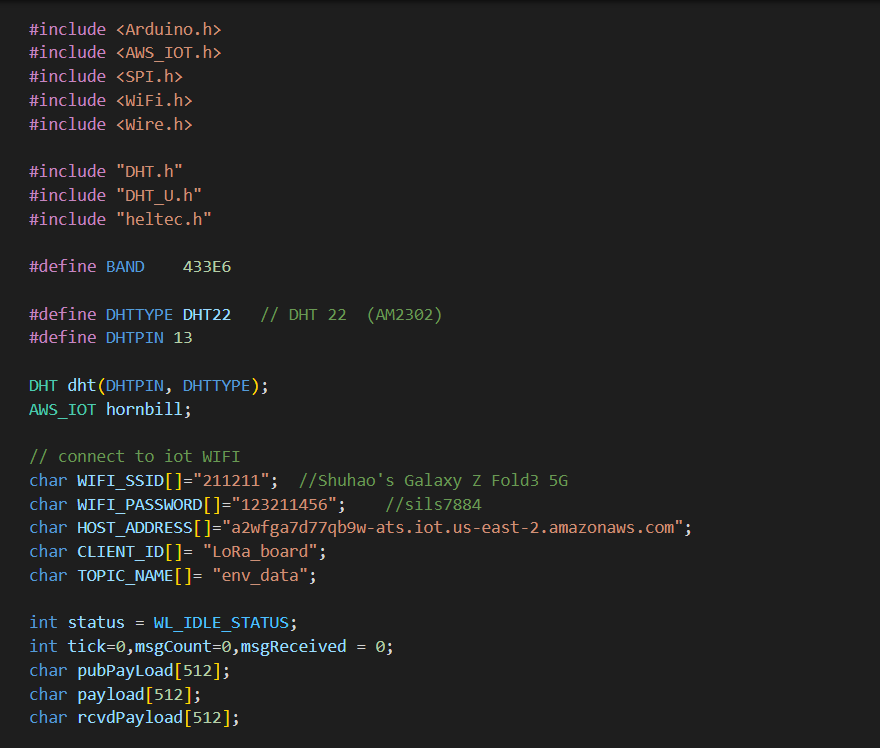 #include <Arduino.h>
#include <AWS_IOT.h>
#include <SPI.h>
#include <WiFi.h>
#include <Wire.h>
#include "DHT.h"
#include "DHT_U.h"
#include "heltec.h"
#define BAND    433E6
#define DHTTYPE DHT22   // DHT 22  (AM2302)
#define DHTPIN 13
DHT dht(DHTPIN, DHTTYPE);
AWS_IOT hornbill;
// connect to iot WIFI
char WIFI_SSID[]="211211";  //Shuhao's Galaxy Z Fold3 5G
char WIFI_PASSWORD[]="123211456";    //sils7884
char HOST_ADDRESS[]="a2wfga7d77qb9w-ats.iot.us-east-2.amazonaws.com";
char CLIENT_ID[]= "LoRa_board";
char TOPIC_NAME[]= "env_data";
int status = WL_IDLE_STATUS;
int tick=0,msgCount=0,msgReceived = 0;
char pubPayLoad[512];
char payload[512];
char rcvdPayload[512];